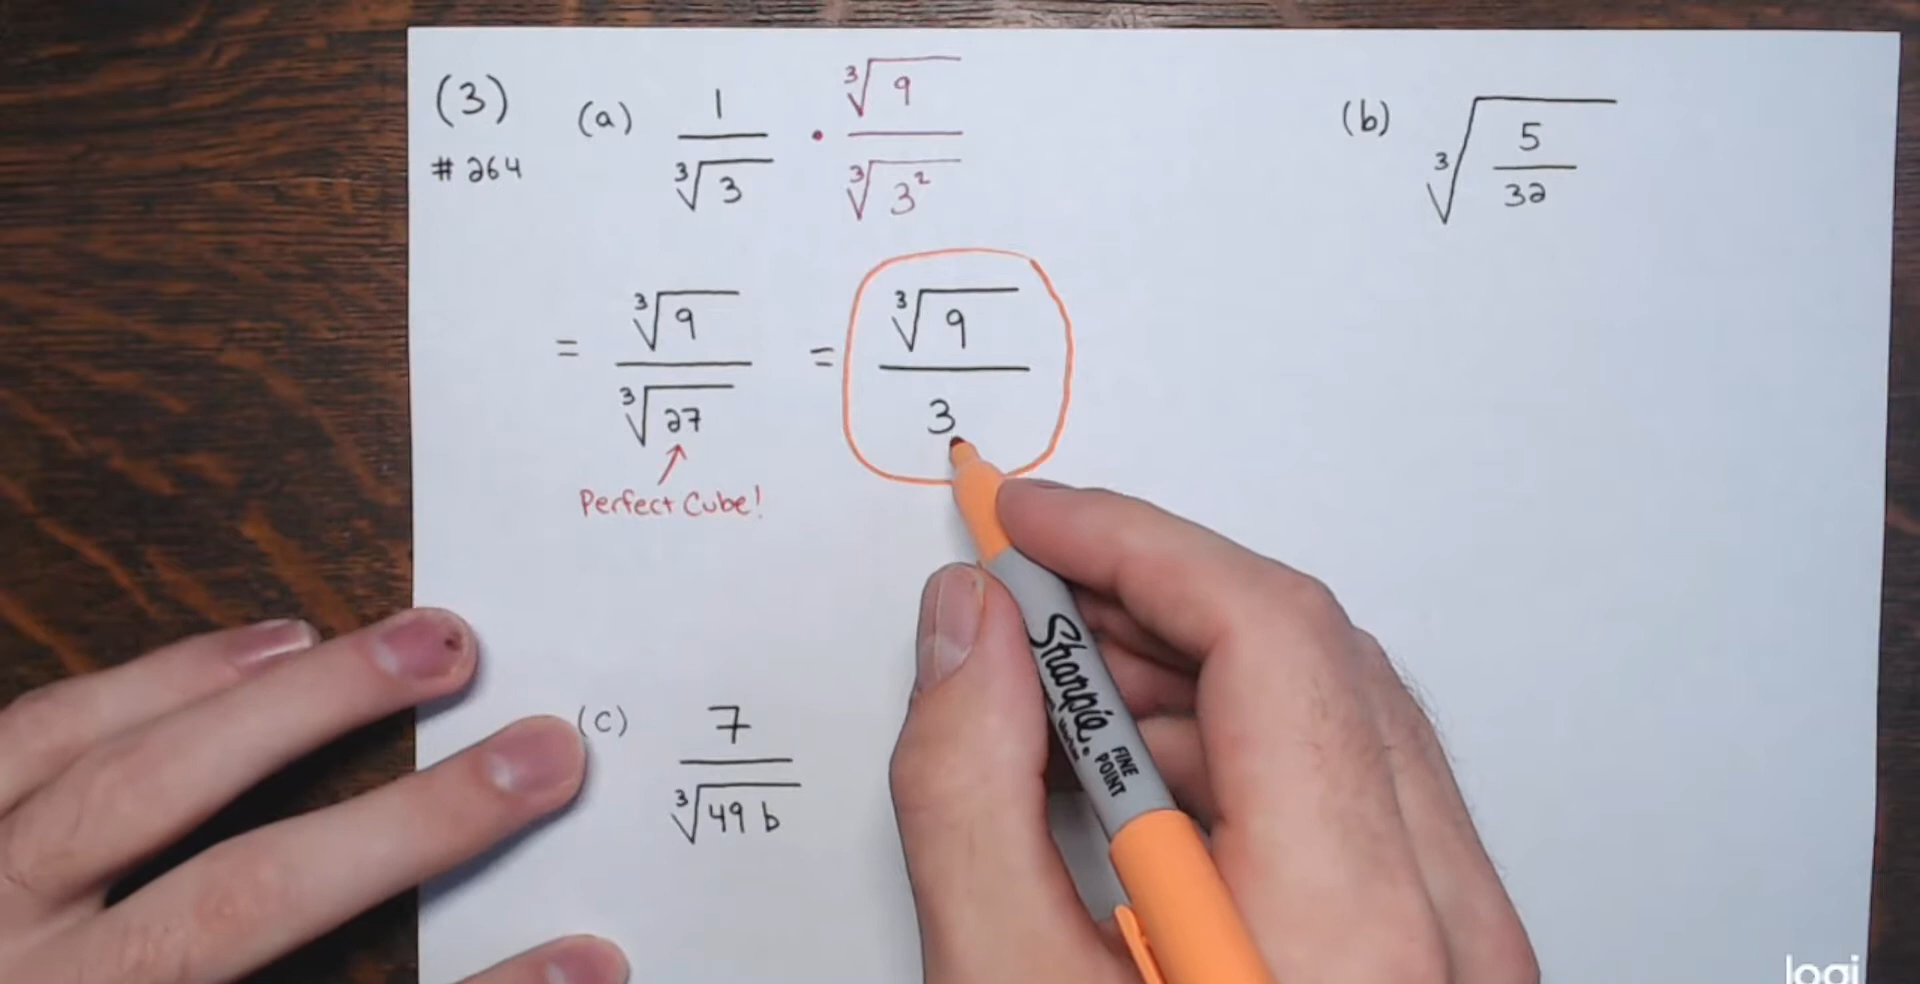 (3)
# 264
(a) 1 / ∛3 · ∛9 / ∛3²
= ∛9 / ∛27 = ∛9 / 3
Perfect Cube!
(b) ∛(5 / 32)
(c) 7 / ∛49 b
Sharpie.
FINE
POINT
logi